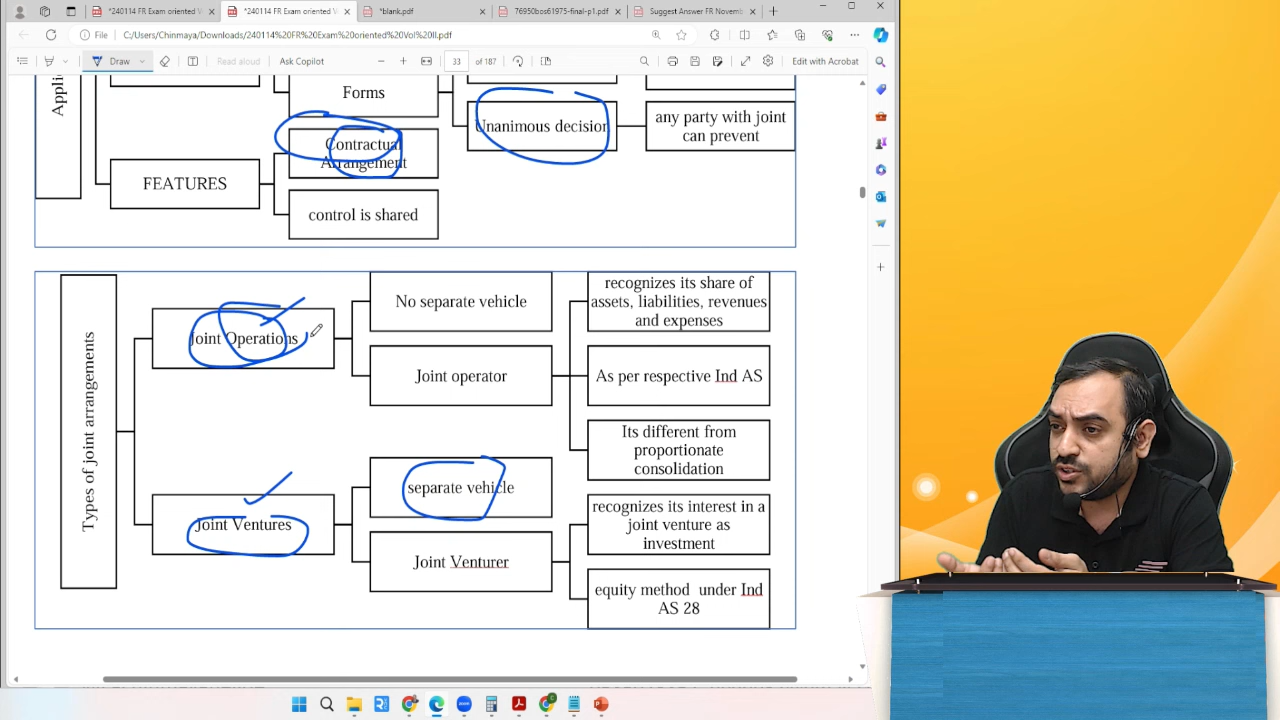 *240114 FR Exam oriented V
*240114 FR Exam oriented V
*blank.pdf
76950bos61975-final-p1.pdf
Suggest Answer FR Novemb
File
C:/Users/Chinmaya/Downloads/240114%20FR%20Exam%20oriented%20Vol%20II.pdf
Draw
Read aloud
Ask Copilot
33
of 187
Edit with Acrobat
Appli
Forms
Unanimous decision
any party with joint
can prevent
Contractual
Arrangement
FEATURES
control is shared
Types of joint arrangements
Joint Operations
No separate vehicle
recognizes its share of
assets, liabilities, revenues
and expenses
Joint operator
As per respective Ind AS
Its different from
proportionate
consolidation
Joint Ventures
separate vehicle
recognizes its interest in a
joint venture as
investment
Joint Venturer
equity method under Ind
AS 28